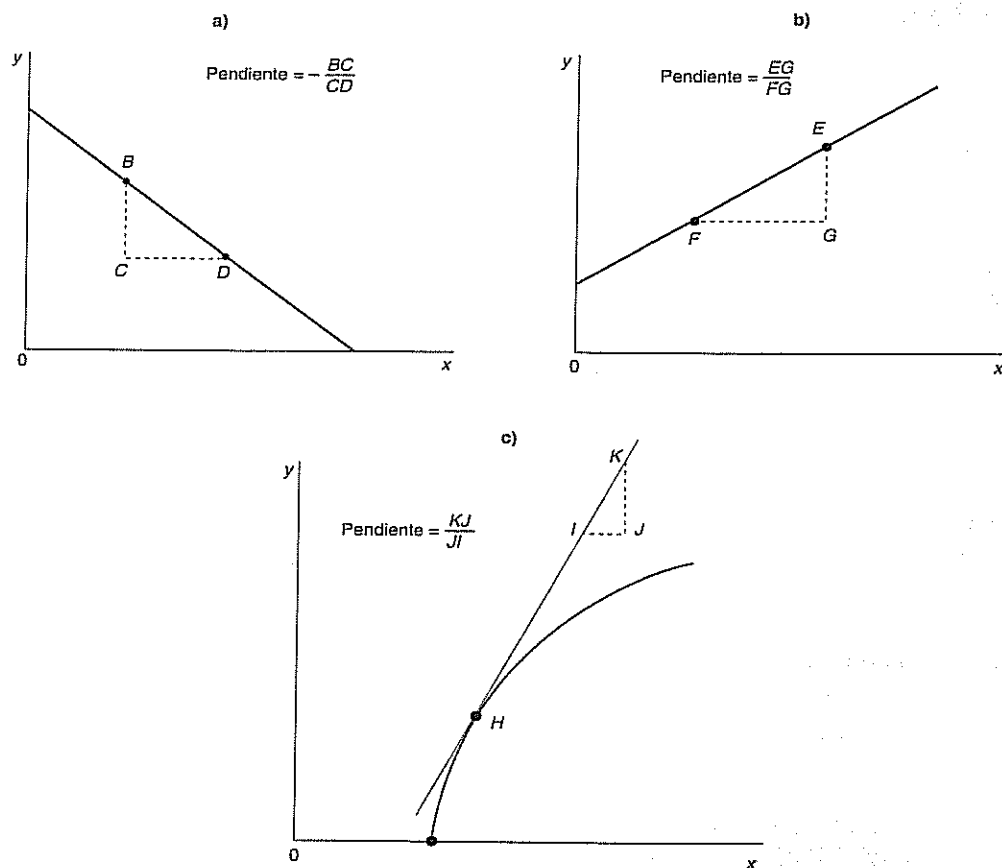 a)
y
Pendiente = – BC
CD
B
C
D
0
x
b)
y
Pendiente = EG
FG
E
F
G
0
x
c)
y
Pendiente = KJ
JI
K
I
J
H
0
x